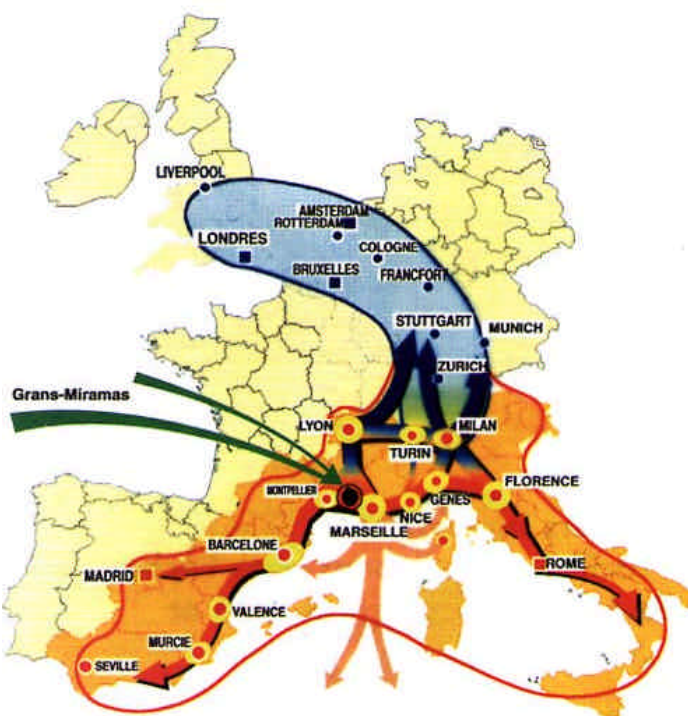 LIVERPOOL
AMSTERDAM
ROTTERDAM
LONDRES
COLOGNE
BRUXELLES
FRANCFORT
STUTTGART
MUNICH
ZURICH
Grans-Miramas
LYON
MILAN
TURIN
MONTPELLIER
GÊNES
FLORENCE
NICE
MARSEILLE
BARCELONE
MADRID
ROME
VALENCE
MURCIE
SEVILLE